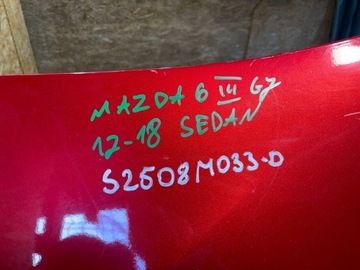 MAZDA 6 III GJ
12-18 SEDAN
S2508M033-D